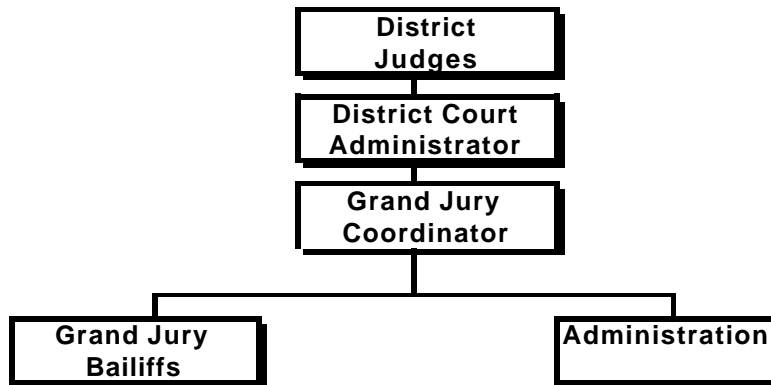 District
Judges
District Court
Administrator
Grand Jury
Coordinator
Grand Jury
Bailiffs
Administration